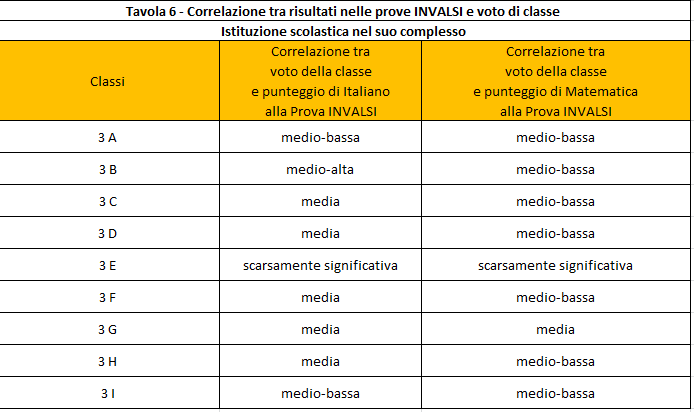 Tavola 6 - Correlazione tra risultati nelle prove INVALSI e voto di classe
Istituzione scolastica nel suo complesso
Classi
Correlazione tra
voto della classe
e punteggio di Italiano
alla Prova INVALSI
Correlazione tra
voto della classe
e punteggio di Matematica
alla Prova INVALSI
3 A medio-bassa medio-bassa
3 B medio-alta medio-bassa
3 C media medio-bassa
3 D media medio-bassa
3 E scarsamente significativa scarsamente significativa
3 F media medio-bassa
3 G media media
3 H media medio-bassa
3 I medio-bassa medio-bassa